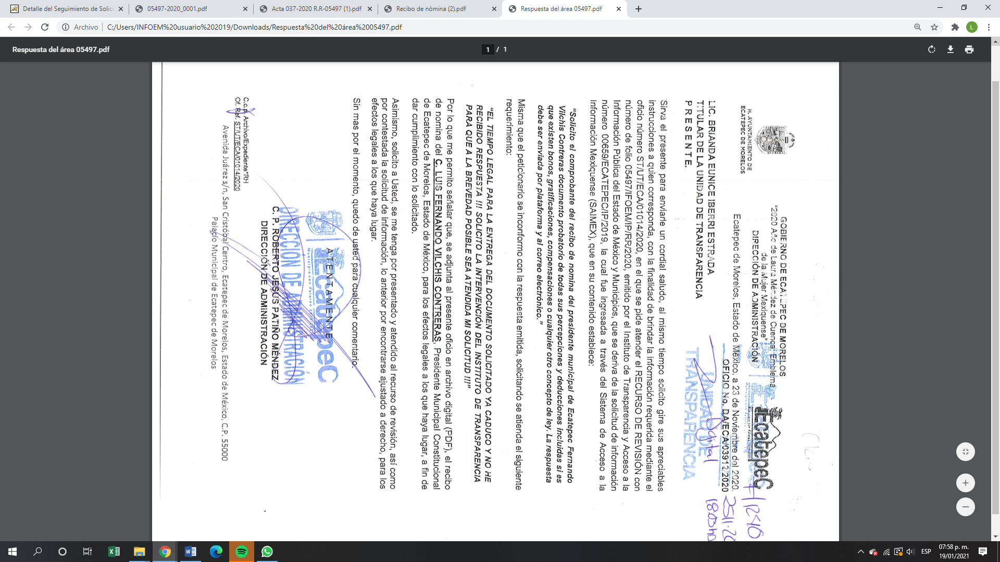 Detalle del Seguimiento de Solici
05497-2020_0001.pdf
Acta 037-2020 R.R-05497 (1).pdf
Recibo de nómina (2).pdf
Respuesta del área 05497.pdf
Archivo
C:/Users/INFOEM%20usuario%202019/Downloads/Respuesta%20del%20área%2005497.pdf
L
Respuesta del área 05497.pdf
1 / 1
H. AYUNTAMIENTO DE
ECATEPEC DE MORELOS
GOBIERNO DE ECATEPEC DE MORELOS
"2020 Año de Laura Méndez de Cuenca; Emblema
de la Mujer Mexiquense"
DIRECCIÓN DE ADMINISTRACIÓN
Ecatepec
Ecatepec de Morelos, Estado de México, a 23 de Noviembre del 2020.
OFICIO No. DA/ECA/03912/2020
UNIDAD DE
TRANSPARENCIA
Digital
LIC. BRIANDA EUNICE IBERRI ESTRADA
TITULAR DE LA UNIDAD DE TRANSPARENCIA
P R E S E N T E.
Sirva el presente para enviarle un cordial saludo, al mismo tiempo solicito gire sus apreciables
instrucciones a quien corresponda, con la finalidad de brindar la información requerida mediante el
oficio número ST/UT/ECA/01014/2020, en el que se pide atender el RECURSO DE REVISIÓN con
número de folio 05497/IFOEM/IP/RR/2020, emitido por el Instituto de Transparencia y Acceso a la
Información Pública del Estado de México y Municipios, que se deriva de la solicitud de información
número 00659/ECATEPEC/IP/2019, la cual fue ingresada a través del Sistema de Acceso a la
Información Mexiquense (SAIMEX), que en su contenido establece:
"Solicito el comprobante del recibo de nomina del presidente municipal de Ecatepec Fernando
Vilchis Contreras documento probatorio de todas sus percepciones y deducciones incluidas si es
que existen bonos, gratificaciones, compensaciones o cualquier otro concepto de ley. La respuesta
debe ser enviada por plataforma y al correo electrónico."
Misma que el peticionario se inconformo con la respuesta emitida, solicitando se atienda el siguiente
requerimiento:
"EL TIEMPO LEGAL PARA LA ENTREGA DEL DOCUMENTO SOLICITADO YA CADUCO Y NO HE
RECIBIDO RESPUESTA !!! SOLICITO LA INTERVENCIÓN DEL INSTITUTO DE TRANSPARENCIA
PARA QUE A LA BREVEDAD POSIBLE SEA ATENDIDA MI SOLICITUD !!!"
Por lo que me permito señalar que, se adjunta al presente oficio en archivo digital (PDF), el recibo
de nomina del C. LUIS FERNANDO VILCHIS CONTRERAS, Presidente Municipal Constitucional
de Ecatepec de Morelos, Estado de México, para los efectos legales a los que haya lugar, a fin de
dar cumplimiento con lo solicitado.
Asimismo, solicito a Usted, se me tenga por presentado y atendido al recurso de revisión, así como
por contestada la solicitud de información, lo anterior por encontrarse ajustado a derecho, para los
efectos legales a los que haya lugar.
Sin mas por el momento, quedo de usted para cualquier comentario.
A T E N T A M E N T E
Ecatepec
DIRECCIÓN DE ADMINISTRACIÓN
C. P. ROBERTO JESÚS PATIÑO MÉNDEZ
DIRECCIÓN DE ADMINISTRACIÓN
C.c.p. Archivo/Expediente*RH
Of. Ref. ST/UT/ECA/01014/2020
Avenida Juárez s/n, San Cristóbal Centro, Ecatepec de Morelos, Estado de México, C.P. 55000
Palacio Municipal de Ecatepec de Morelos
ESP
07:58 p. m.
19/01/2021